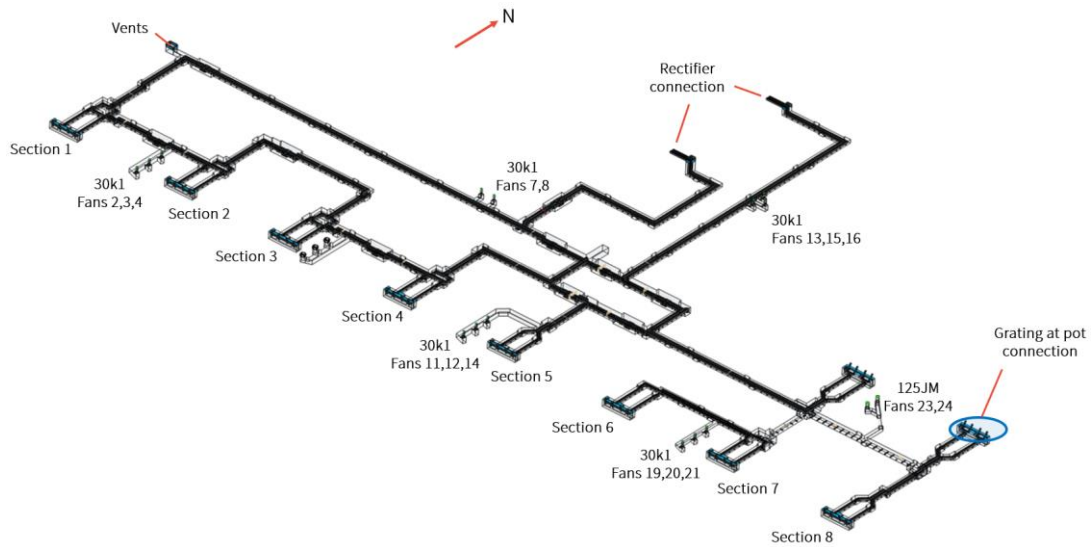 N
Vents
Rectifier
connection
Section 1
30k1
Fans 7,8
30k1
Fans 2,3,4
Section 2
30k1
Fans 13,15,16
Section 3
Section 4
Grating at pot
connection
30k1
Fans 11,12,14
Section 5
125JM
Fans 23,24
Section 6
30k1
Fans 19,20,21
Section 7
Section 8